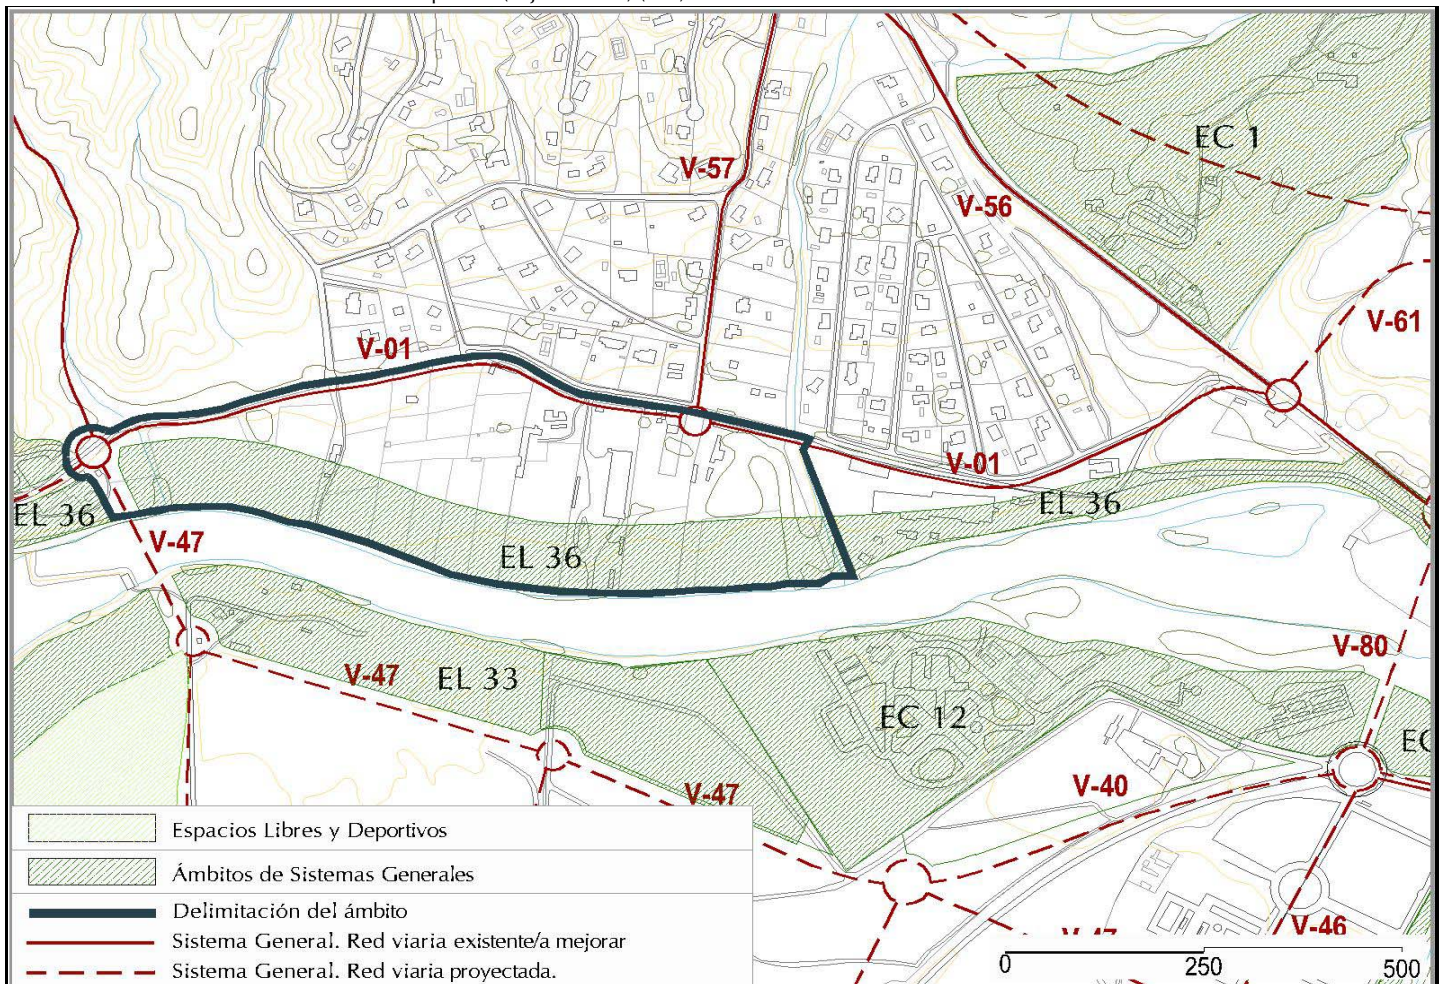 EC 1
V-57
V-56
V-61
V-01
V-01
EL 36
EL 36
V-47
EL 36
V-80
V-47
EL 33
EC 12
EC
V-47
V-40
V-46
Espacios Libres y Deportivos
Ámbitos de Sistemas Generales
Delimitación del ámbito
Sistema General. Red viaria existente/a mejorar
Sistema General. Red viaria proyectada.
0 250 500